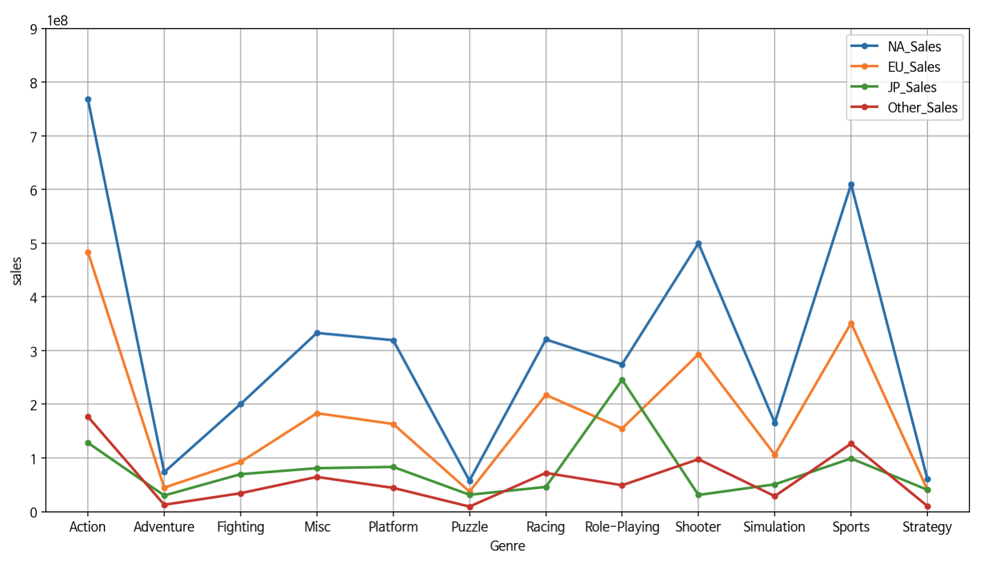 1e8
9
8
7
6
5
4
3
2
1
0
sales
NA_Sales
EU_Sales
JP_Sales
Other_Sales
Action Adventure Fighting Misc Platform Puzzle Racing Role-Playing Shooter Simulation Sports Strategy
Genre